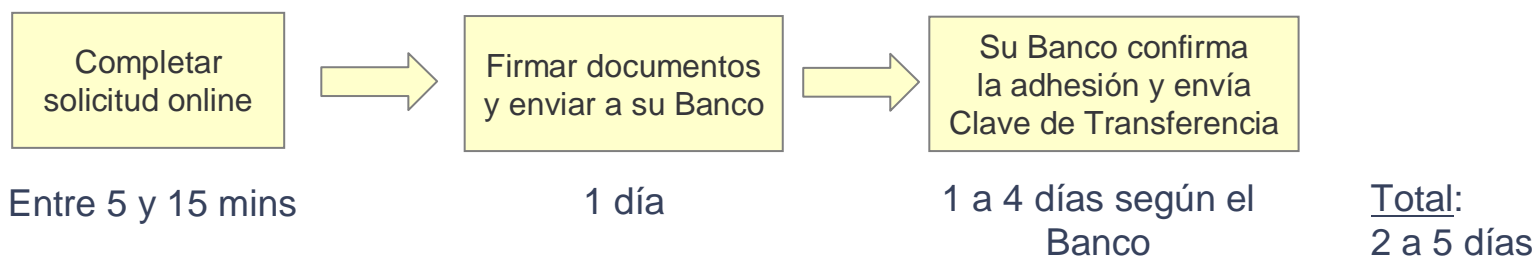 Completar
solicitud online
Firmar documentos
y enviar a su Banco
Su Banco confirma
la adhesión y envía
Clave de Transferencia
Entre 5 y 15 mins
1 día
1 a 4 días según el
Banco
Total:
2 a 5 días